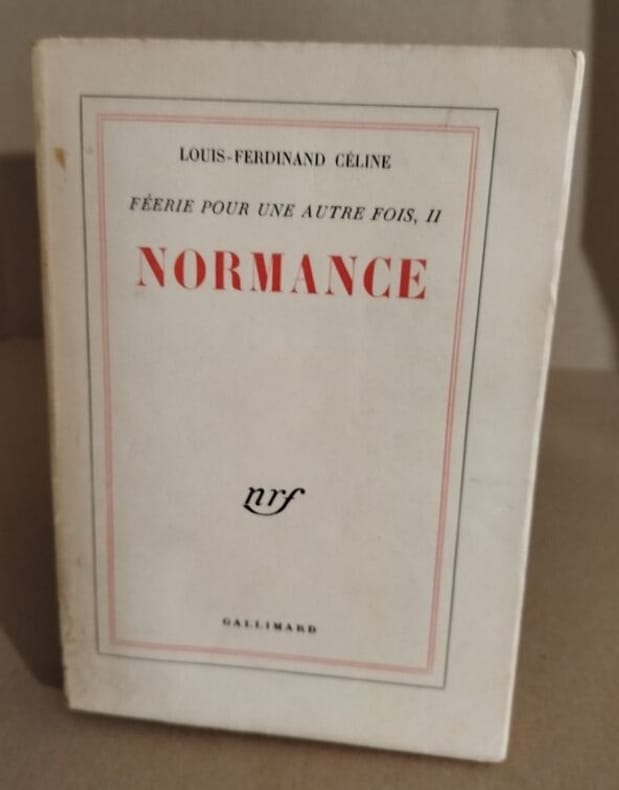 LOUIS-FERDINAND CÉLINE
FÉERIE POUR UNE AUTRE FOIS, II
NORMANCE
nrf
GALLIMARD